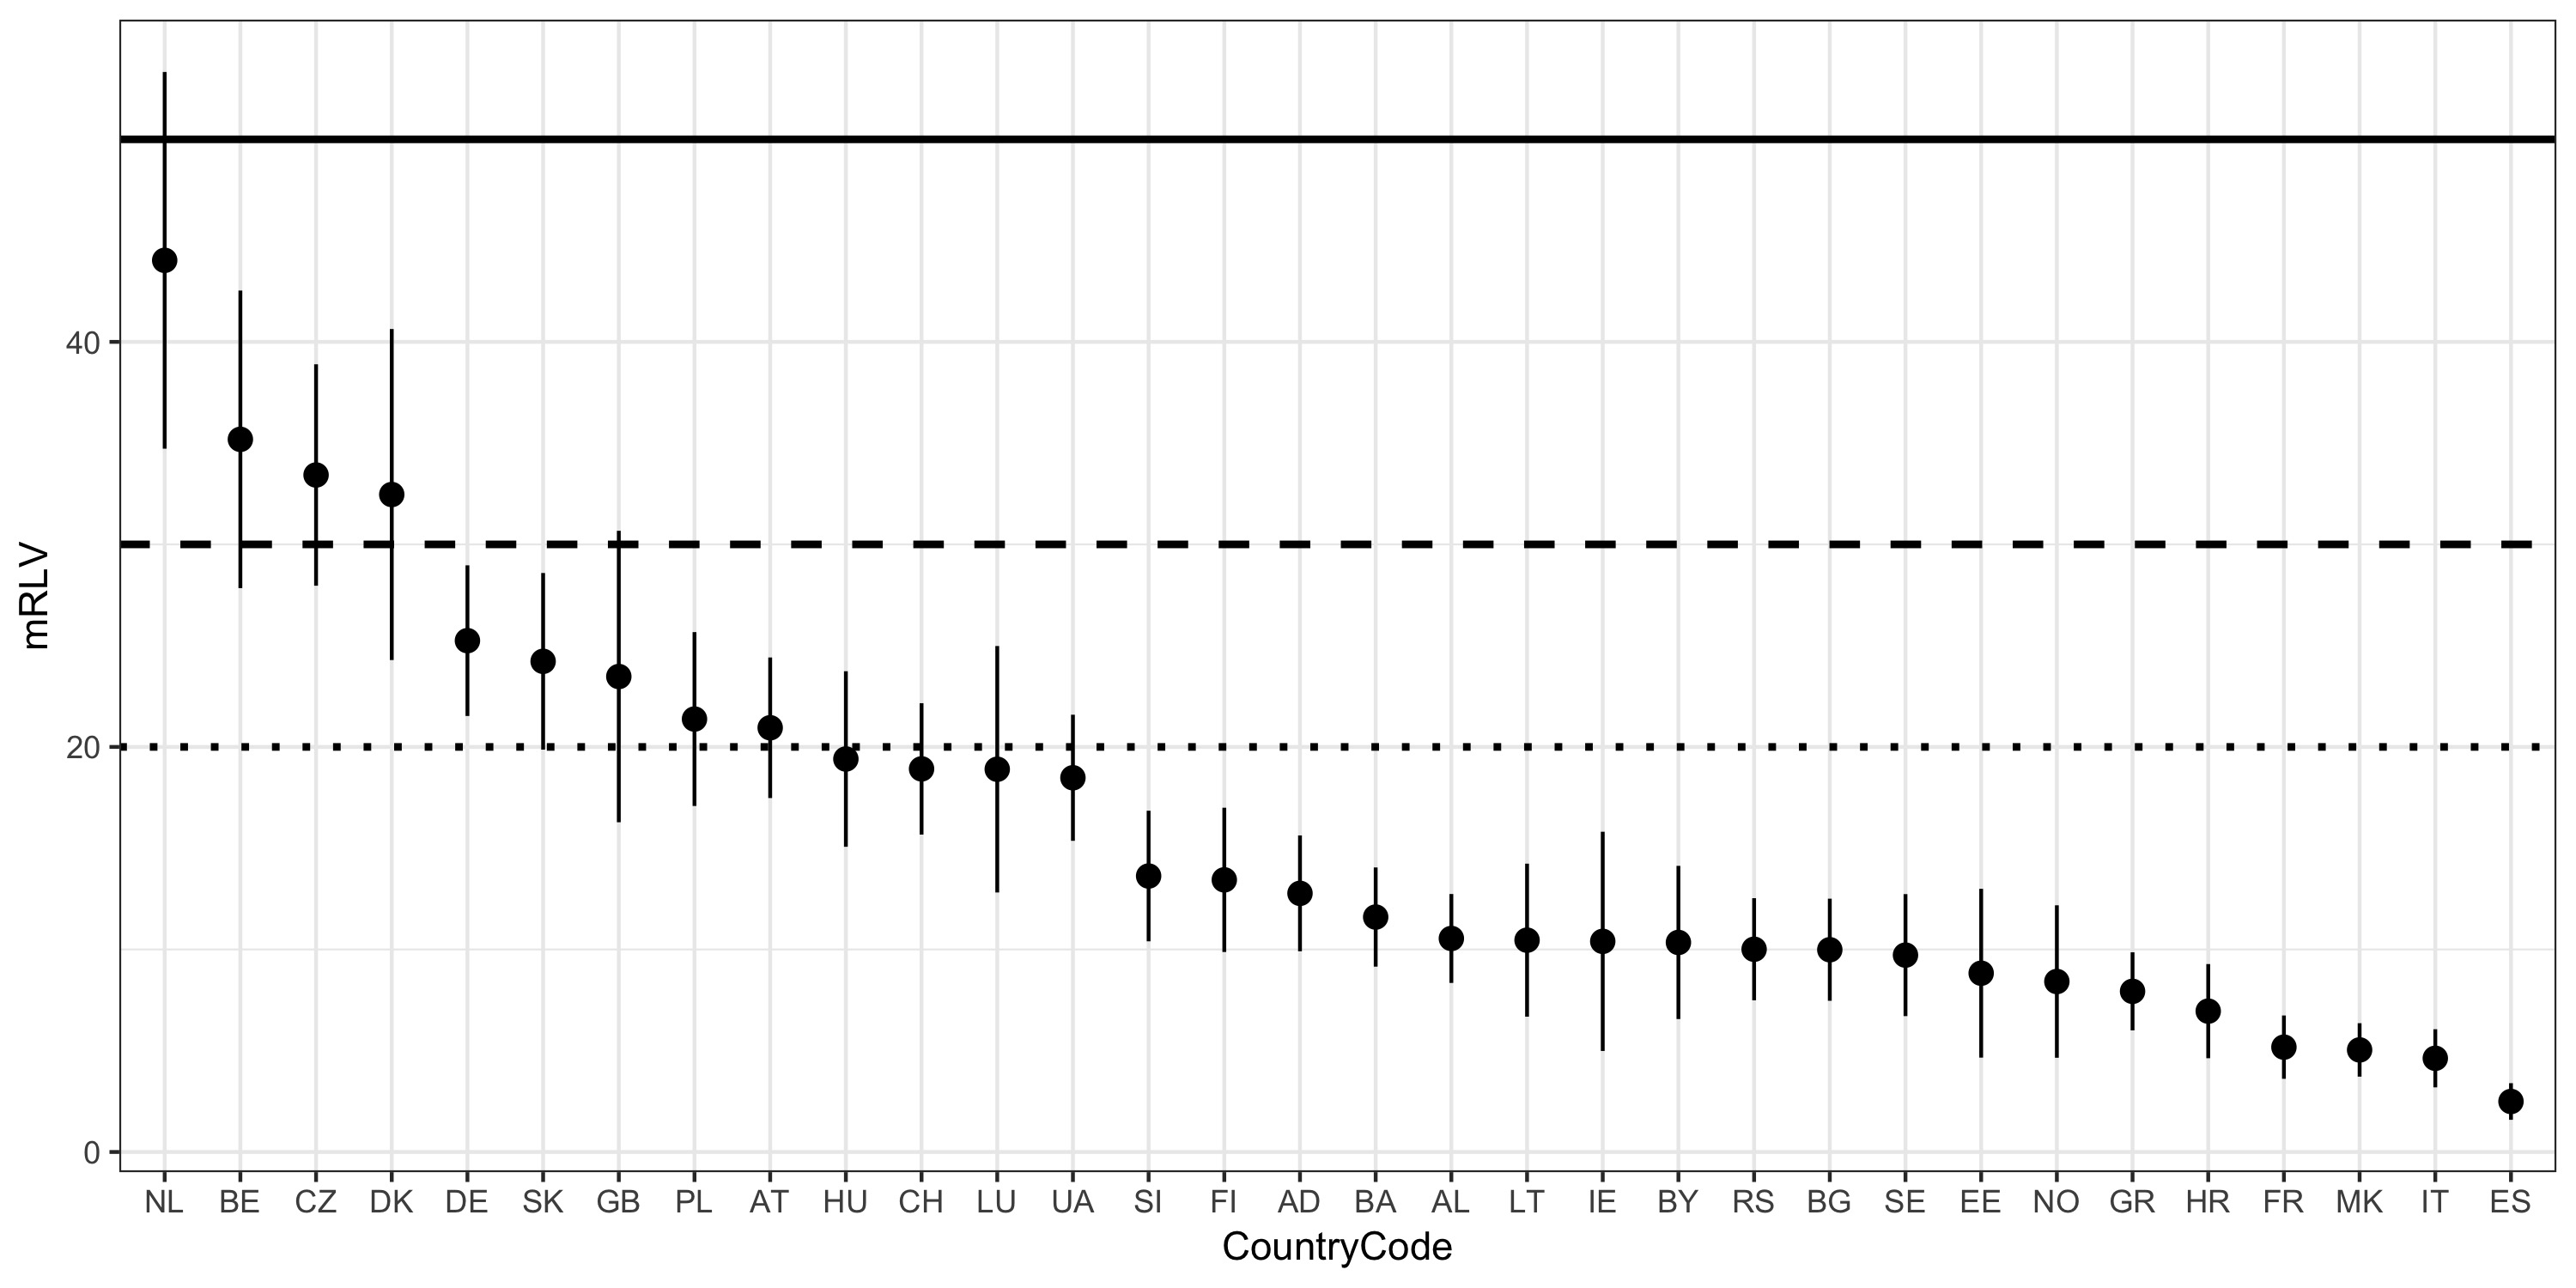 mRLV
40
20
0
NL BE CZ DK DE SK GB PL AT HU CH LU UA SI FI AD BA AL LT IE BY RS BG SE EE NO GR HR FR MK IT ES
CountryCode